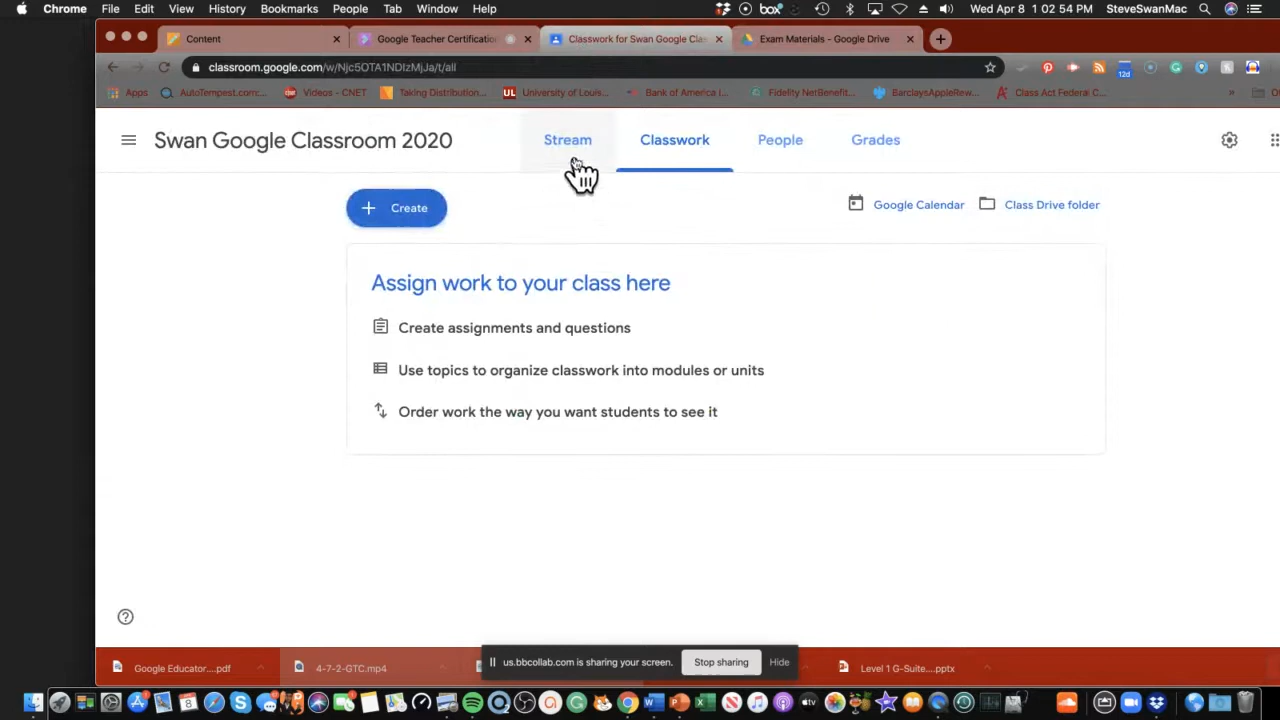 Chrome File Edit View History Bookmarks People Tab Window Help
box
Wed Apr 8 1:02:54 PM SteveSwanMac
Content
Google Teacher Certificatio
Classwork for Swan Google Clas
Exam Materials - Google Drive
classroom.google.com/w/Njc5OTA1NDIzMjJa/t/all
12d
Apps AutoTempest.com:... Videos - CNET Taking Distribution... University of Louis... Bank of America |... Fidelity NetBenefit... BarclaysAppleRew... Class Act Federal C...
UL
»
Swan Google Classroom 2020
Stream Classwork People Grades
Create
Google Calendar Class Drive folder
Assign work to your class here
Create assignments and questions
Use topics to organize classwork into modules or units
Order work the way you want students to see it
Google Educator....pdf
4-7-2-GTC.mp4
us.bbcollab.com is sharing your screen. Stop sharing Hide
Level 1 G-Suite....pptx